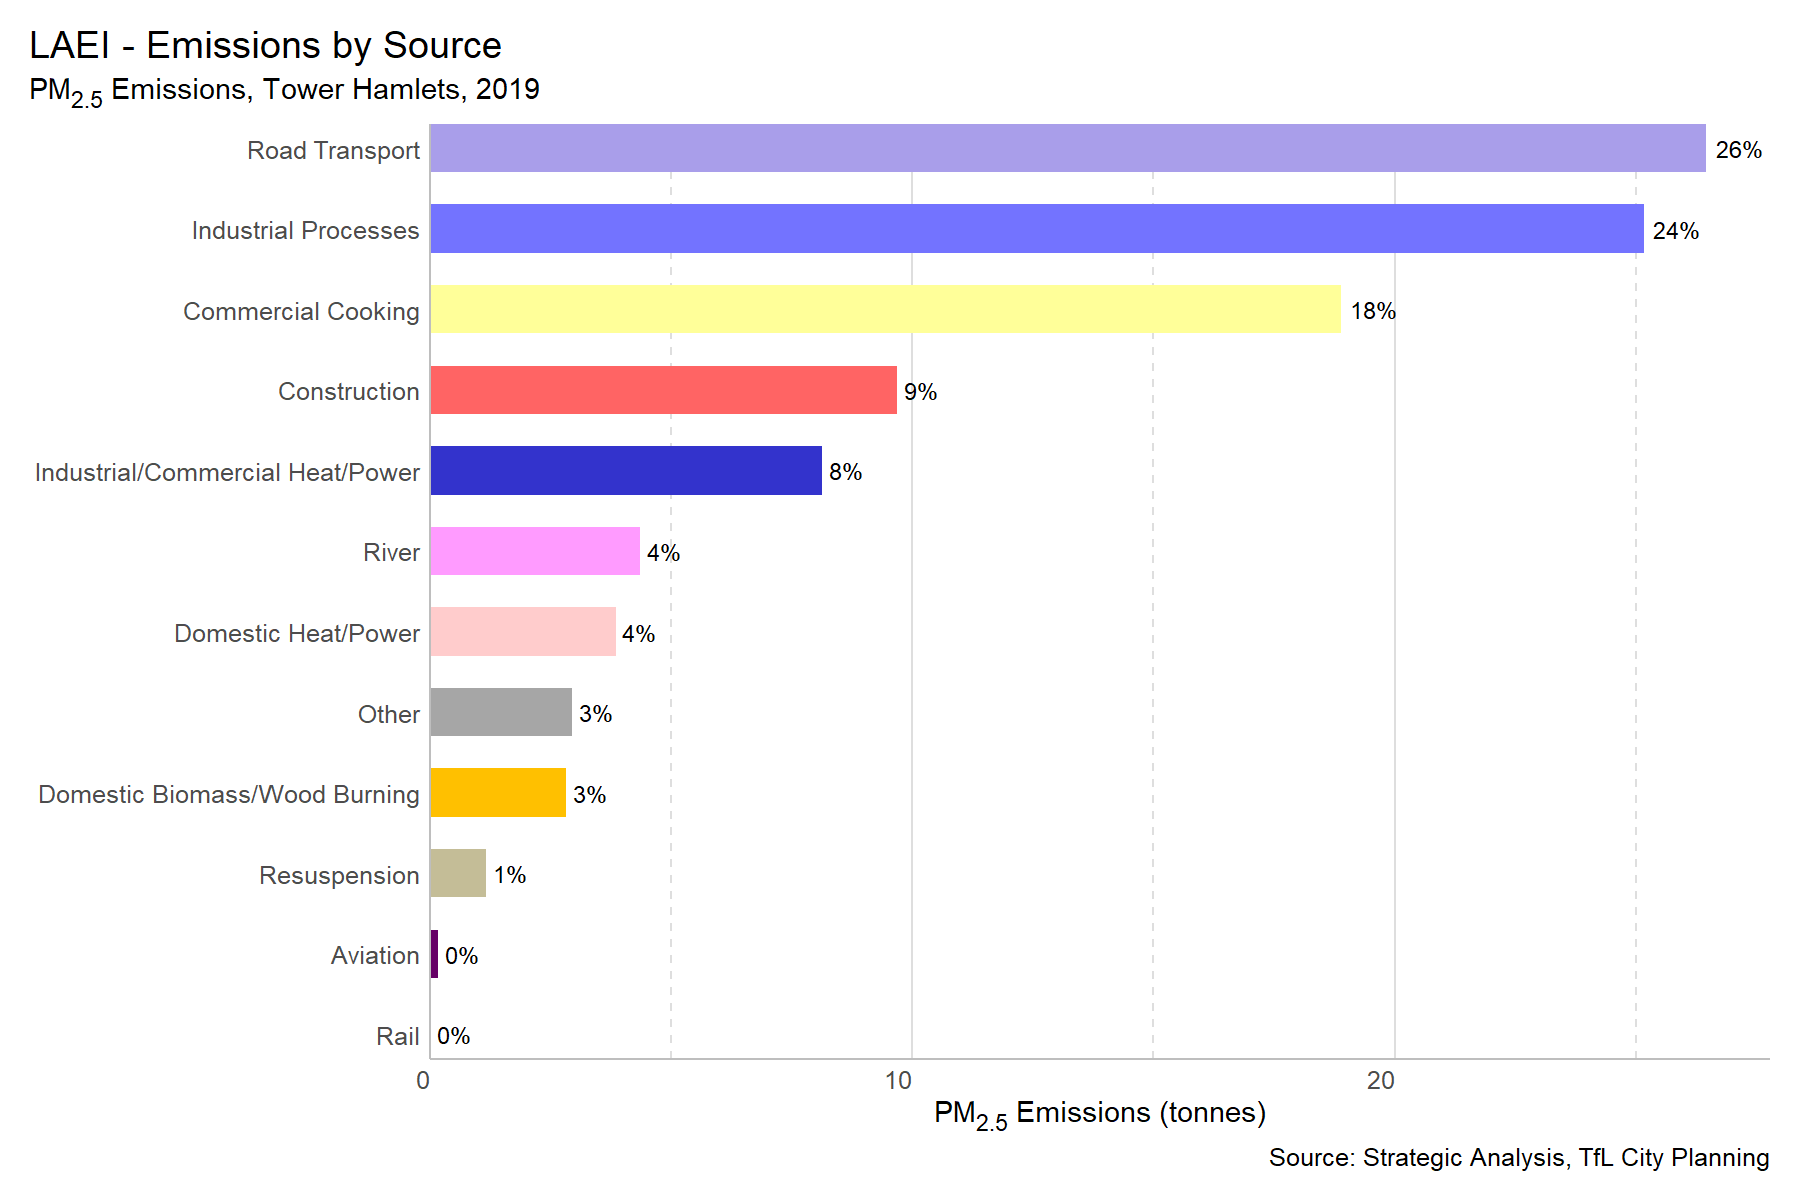 LAEI - Emissions by Source
PM2.5 Emissions, Tower Hamlets, 2019
Road Transport 26%
Industrial Processes 24%
Commercial Cooking 18%
Construction 9%
Industrial/Commercial Heat/Power 8%
River 4%
Domestic Heat/Power 4%
Other 3%
Domestic Biomass/Wood Burning 3%
Resuspension 1%
Aviation 0%
Rail 0%
0 10 20
PM2.5 Emissions (tonnes)
Source: Strategic Analysis, TfL City Planning